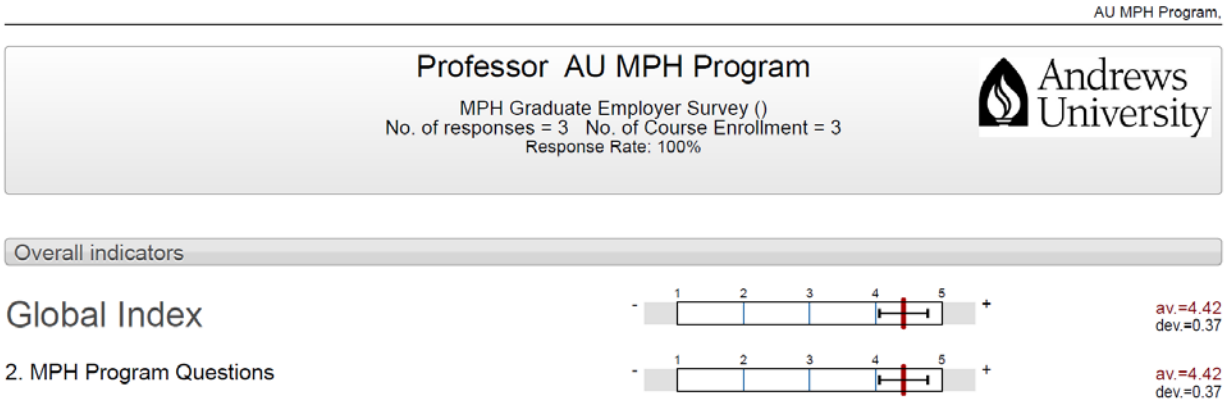 AU MPH Program,
Professor AU MPH Program
MPH Graduate Employer Survey ()
No. of responses = 3 No. of Course Enrollment = 3
Response Rate: 100%
Andrews
University
Overall indicators
Global Index
- 1 2 3 4 5 +
av.=4.42
dev.=0.37
2. MPH Program Questions
- 1 2 3 4 5 +
av.=4.42
dev.=0.37